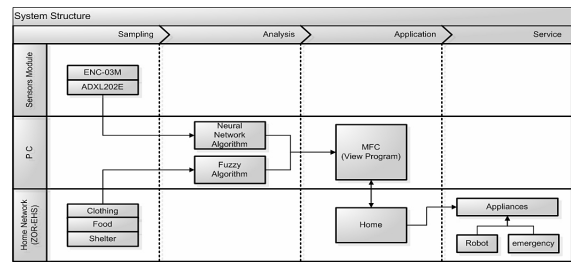 System Structure
Sampling
Analysis
Application
Service
Sensors Module
ENC-03M
ADXL202E
P C
Neural
Network
Algorithm
Fuzzy
Algorithm
MFC
(View Program)
Home Network
(ZOR-EHS)
Clothing
Food
Shelter
Home
Appliances
Robot
emergency